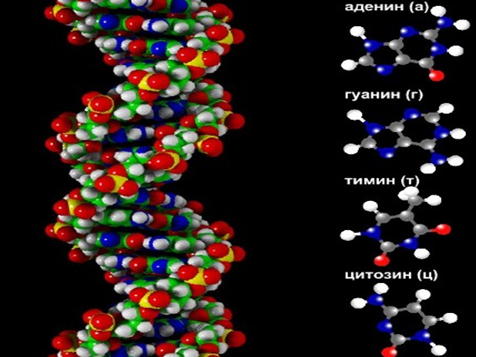 аденин (а)
гуанин (г)
тимин (т)
цитозин (ц)